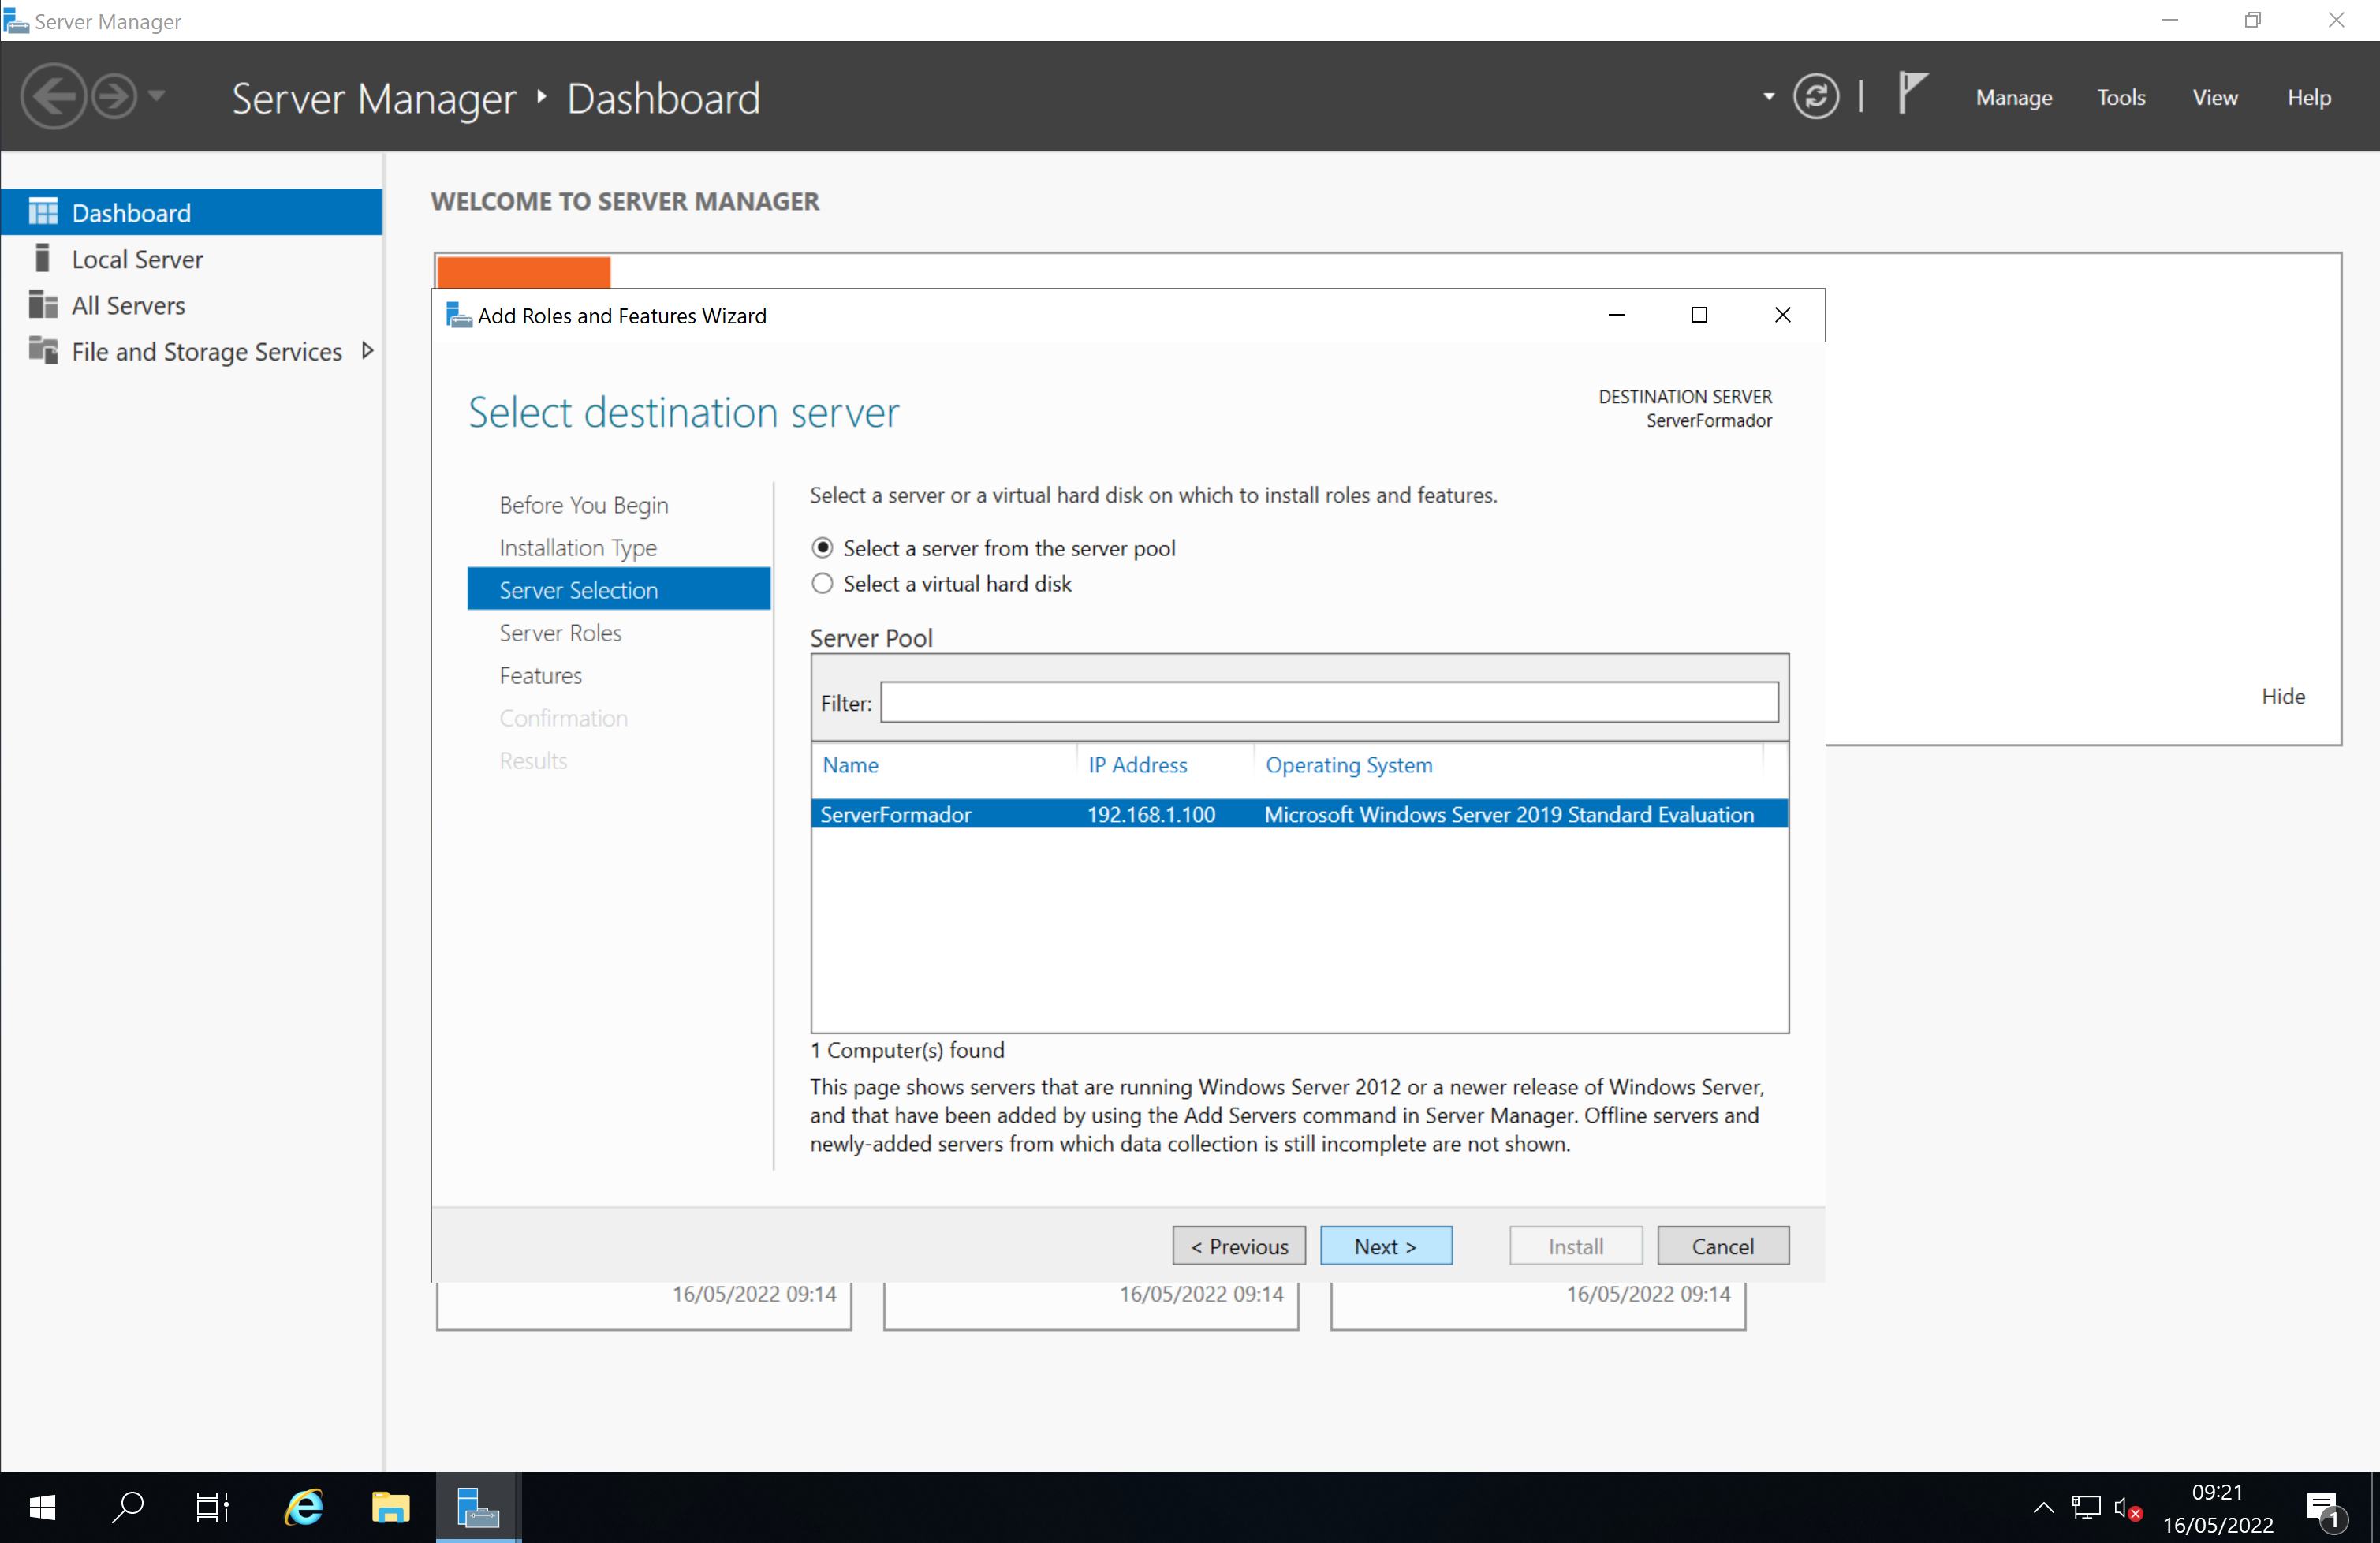 Server Manager
Server Manager ‣ Dashboard
Manage Tools View Help
Dashboard
Local Server
All Servers
File and Storage Services
WELCOME TO SERVER MANAGER
Hide
Add Roles and Features Wizard
Select destination server
DESTINATION SERVER
ServerFormador
Before You Begin
Installation Type
Server Selection
Server Roles
Features
Confirmation
Results
Select a server or a virtual hard disk on which to install roles and features.
Select a server from the server pool
Select a virtual hard disk
Server Pool
Filter:
Name IP Address Operating System
ServerFormador 192.168.1.100 Microsoft Windows Server 2019 Standard Evaluation
1 Computer(s) found
This page shows servers that are running Windows Server 2012 or a newer release of Windows Server,
and that have been added by using the Add Servers command in Server Manager. Offline servers and
newly-added servers from which data collection is still incomplete are not shown.
< Previous Next > Install Cancel
16/05/2022 09:14 16/05/2022 09:14 16/05/2022 09:14
09:21
16/05/2022
1